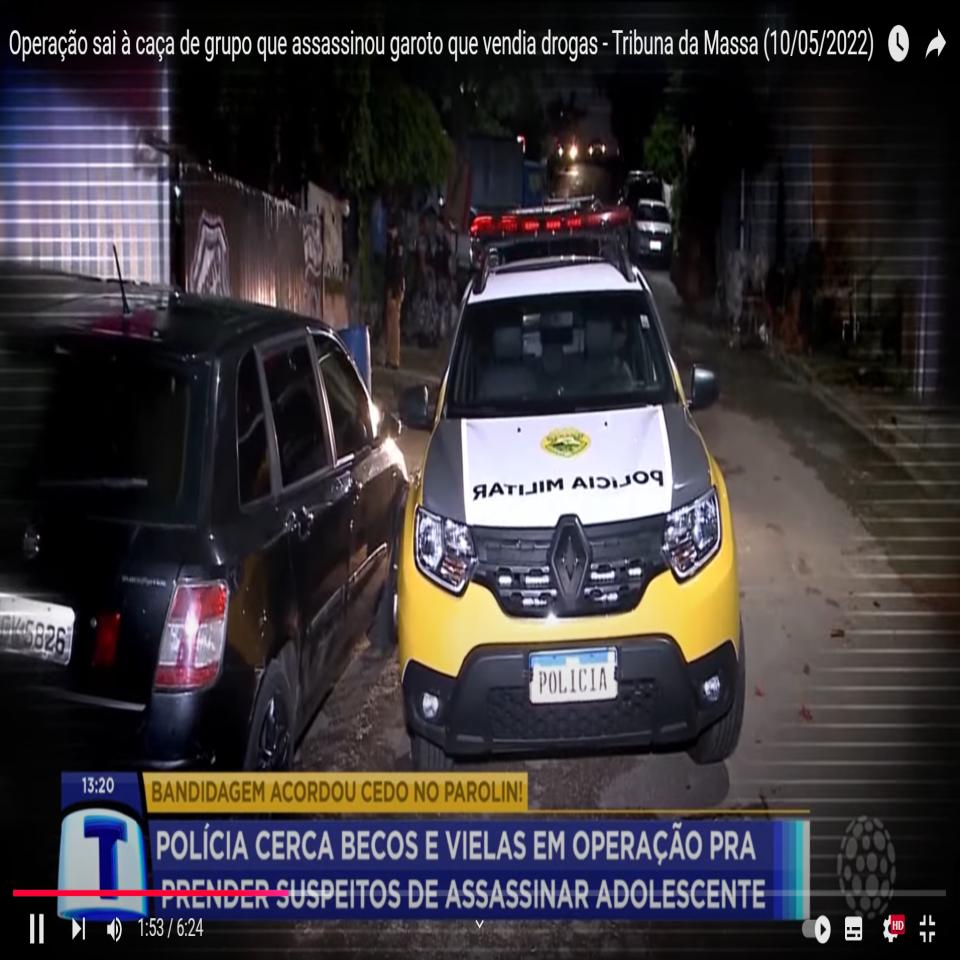 Operação sai à caça de grupo que assassinou garoto que vendia drogas - Tribuna da Massa (10/05/2022)
POLICIA MILITAR
6826
POLICIA
13:20
BANDIDAGEM ACORDOU CEDO NO PAROLIN!
T
POLÍCIA CERCA BECOS E VIELAS EM OPERAÇÃO PRA
PRENDER SUSPEITOS DE ASSASSINAR ADOLESCENTE
1:53 / 6:24
HD